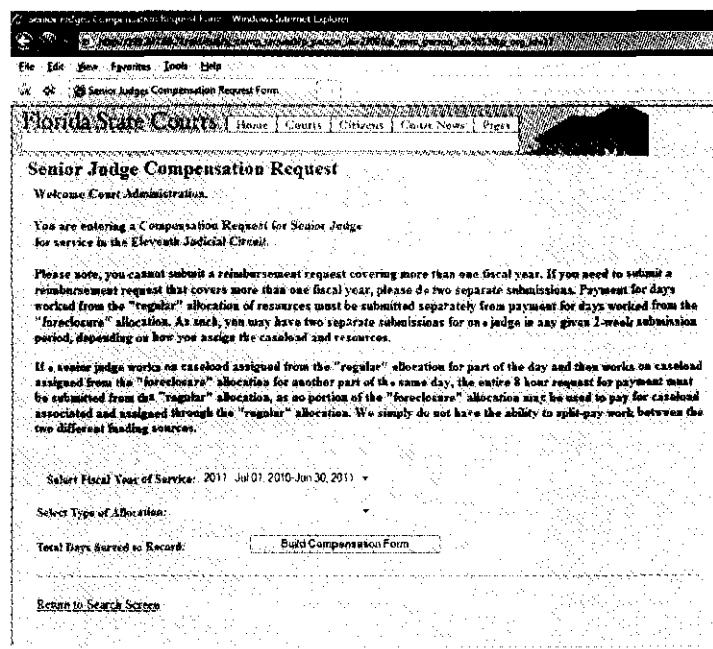 Senior Judges Compensation Request Form - Windows Internet Explorer
File Edit View Favorites Tools Help
Senior Judges Compensation Request Form
Florida State Courts Home | Courts | Citizens | Court News | Press
Senior Judge Compensation Request
Welcome Court Administration.
You are entering a Compensation Request for Senior Judge
for service in the Eleventh Judicial Circuit.
Please note, you cannot submit a reimbursement request covering more than one fiscal year. If you need to submit a
reimbursement request that covers more than one fiscal year, please do two separate submissions. Payment for days
worked from the "regular" allocation of resources must be submitted separately from payment for days worked from the
"foreclosure" allocation. As such, you may have two separate submissions for one judge in any given 2-week submission
period, depending on how you assign the caseload and resources.
If a senior judge works on caseload assigned from the "regular" allocation for part of the day and then works on caseload
assigned from the "foreclosure" allocation for another part of the same day, the entire 8 hour request for payment must
be submitted from the "regular" allocation, as no portion of the "foreclosure" allocation may be used to pay for caseload
associated and assigned through the "regular" allocation. We simply do not have the ability to split-pay work between the
two different funding sources.
Select Fiscal Year of Service: 2011 Jul 01, 2010-Jun 30, 2011
Select Type of Allocation:
Total Days Served to Record: Build Compensation Form
Return to Search Screen